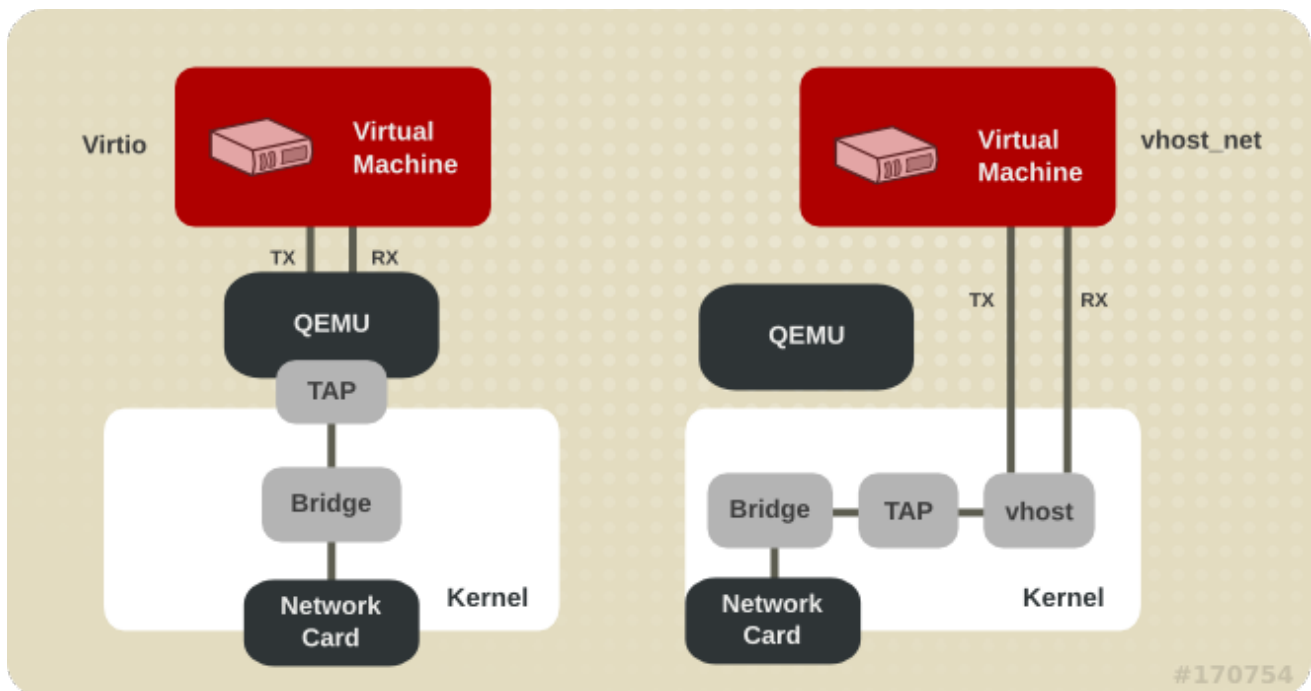 Virtio
Virtual
Machine
TX
RX
QEMU
TAP
Bridge
Network
Card
Kernel
Virtual
Machine
vhost_net
TX
RX
QEMU
Bridge
TAP
vhost
Network
Card
Kernel
#170754